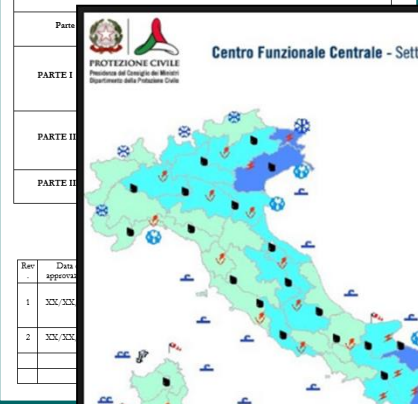 Parte
PARTE I
PARTE II
PARTE II
Rev
.
Data
approvaz
1
XX/XX,
2
XX/XX,
PROTEZIONE CIVILE
Presidenza del Consiglio dei Ministri
Dipartimento della Protezione Civile
Centro Funzionale Centrale - Sett